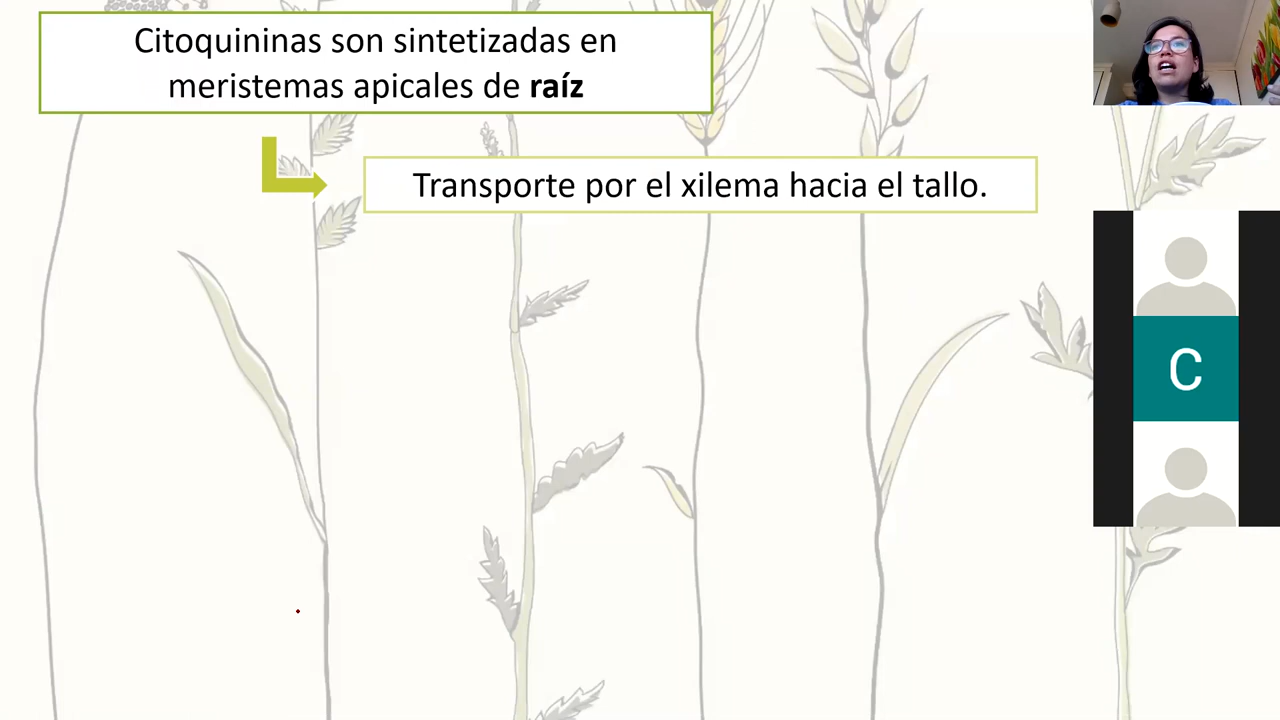 Citoquininas son sintetizadas en
meristemas apicales de raíz
Transporte por el xilema hacia el tallo.
C